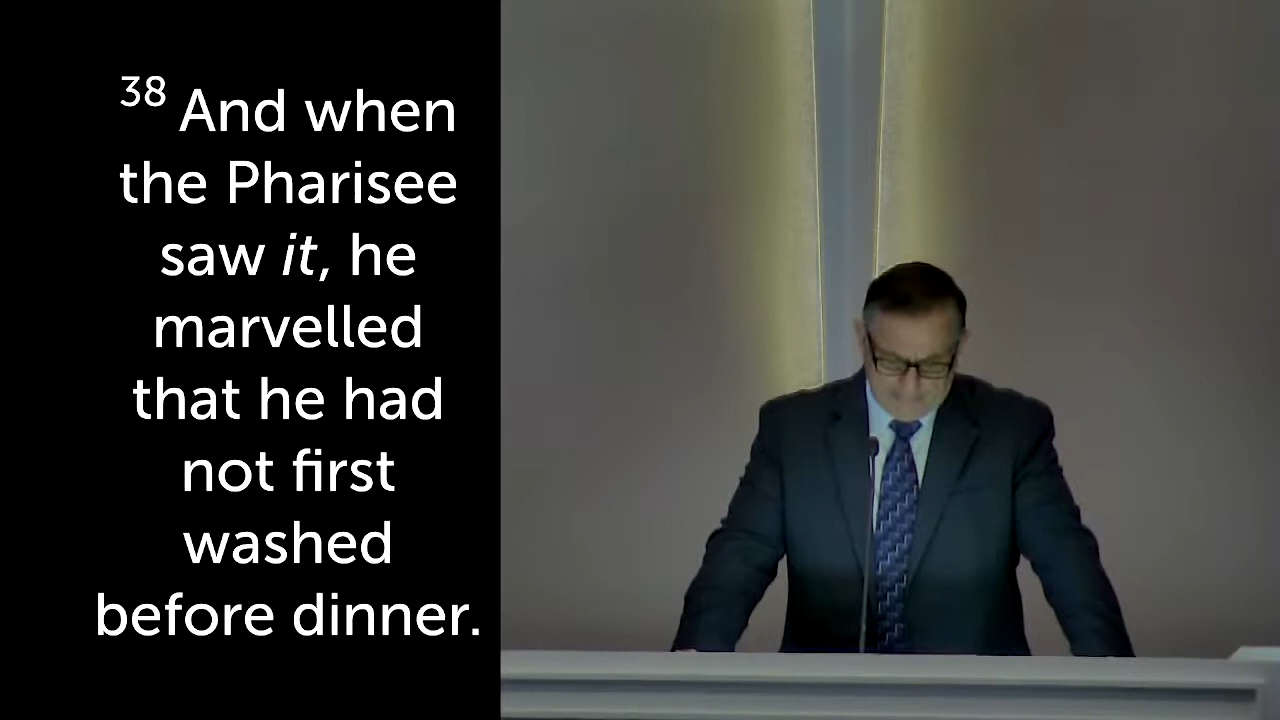 38 And when
the Pharisee
saw it, he
marvelled
that he had
not first
washed
before dinner.